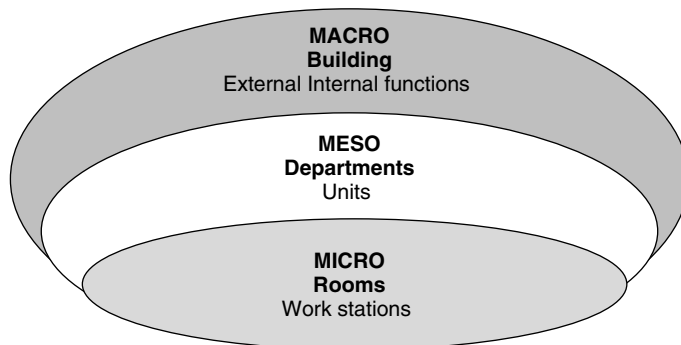 MACRO
Building
External Internal functions
MESO
Departments
Units
MICRO
Rooms
Work stations